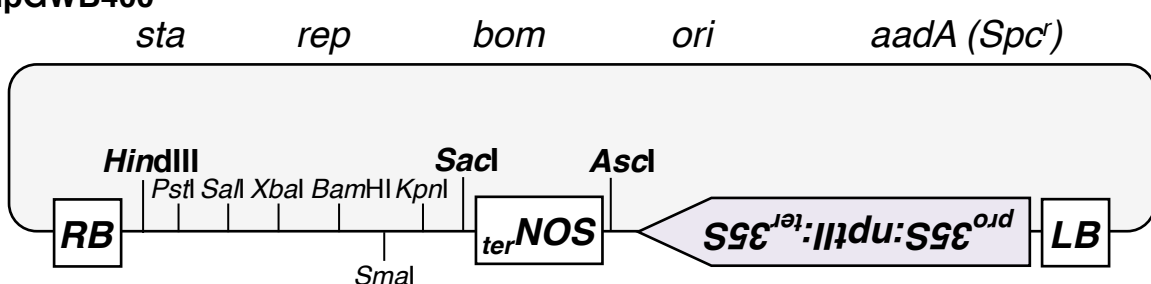 sta rep bom ori aadA (Spcr)
HindIII SacI AscI
PstI SalI XbaI BamHI KpnI
RB terNOS pro35S:nptII:ter35S LB
SmaI